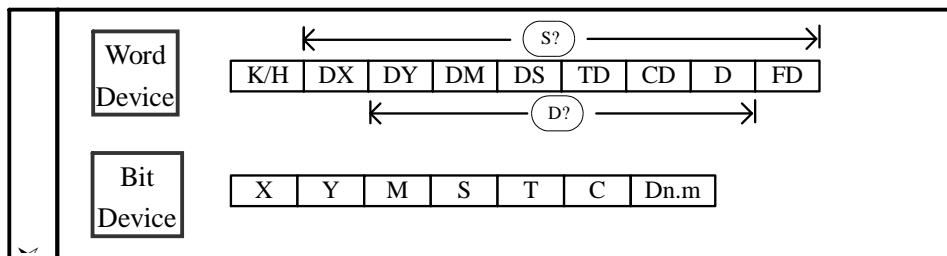 Word
Device
S?
K/H DX DY DM DS TD CD D FD
D?
Bit
Device
X Y M S T C Dn.m